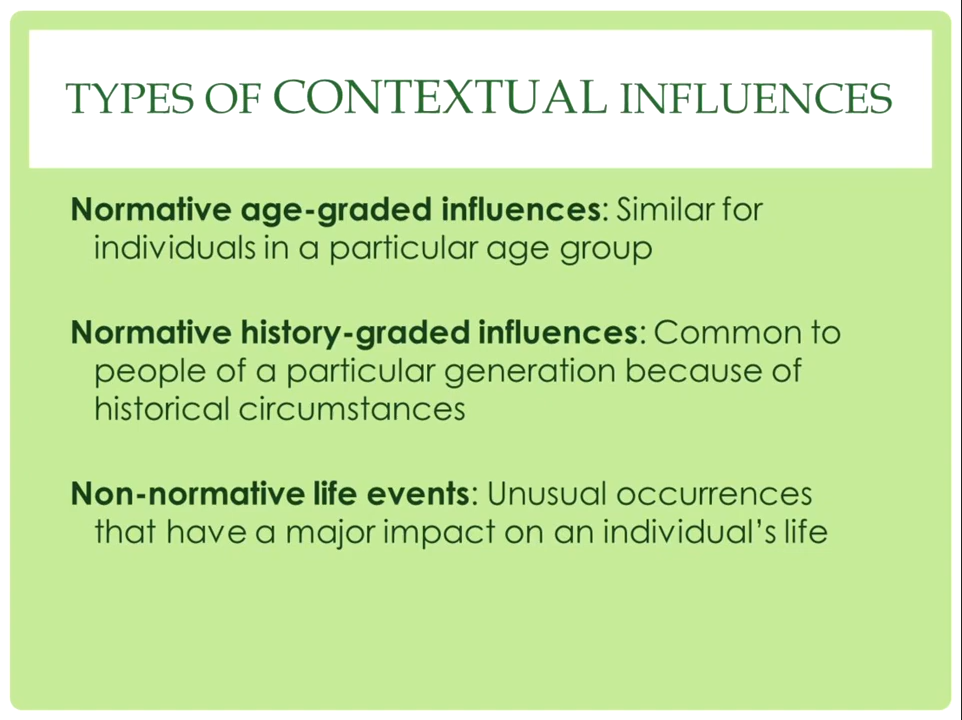 TYPES OF CONTEXTUAL INFLUENCES
Normative age-graded influences: Similar for
individuals in a particular age group
Normative history-graded influences: Common to
people of a particular generation because of
historical circumstances
Non-normative life events: Unusual occurrences
that have a major impact on an individual’s life